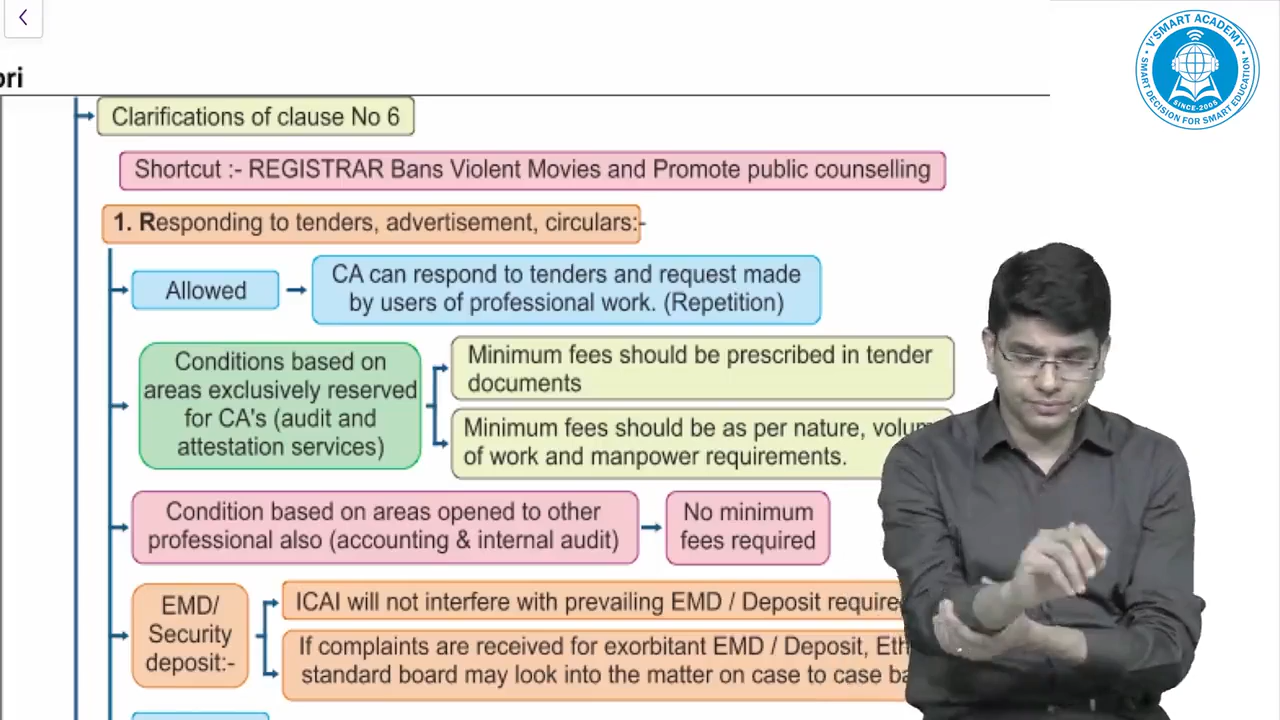 V'SMART ACADEMY
SMART DECISION FOR SMART EDUCATION
SINCE-2005
ori
Clarifications of clause No 6
Shortcut :- REGISTRAR Bans Violent Movies and Promote public counselling
1. Responding to tenders, advertisement, circulars:-
Allowed
CA can respond to tenders and request made
by users of professional work. (Repetition)
Conditions based on
areas exclusively reserved
for CA's (audit and
attestation services)
Minimum fees should be prescribed in tender
documents
Minimum fees should be as per nature,
of work and manpower requirements.
Condition based on areas opened to other
professional also (accounting & internal audit)
No minimum
fees required
EMD/
Security
deposit:-
ICAI will not interfere with prevailing EMD / Deposit
If complaints are received for exorbitant EMD / Deposit,
standard board may look into the matter on case to case